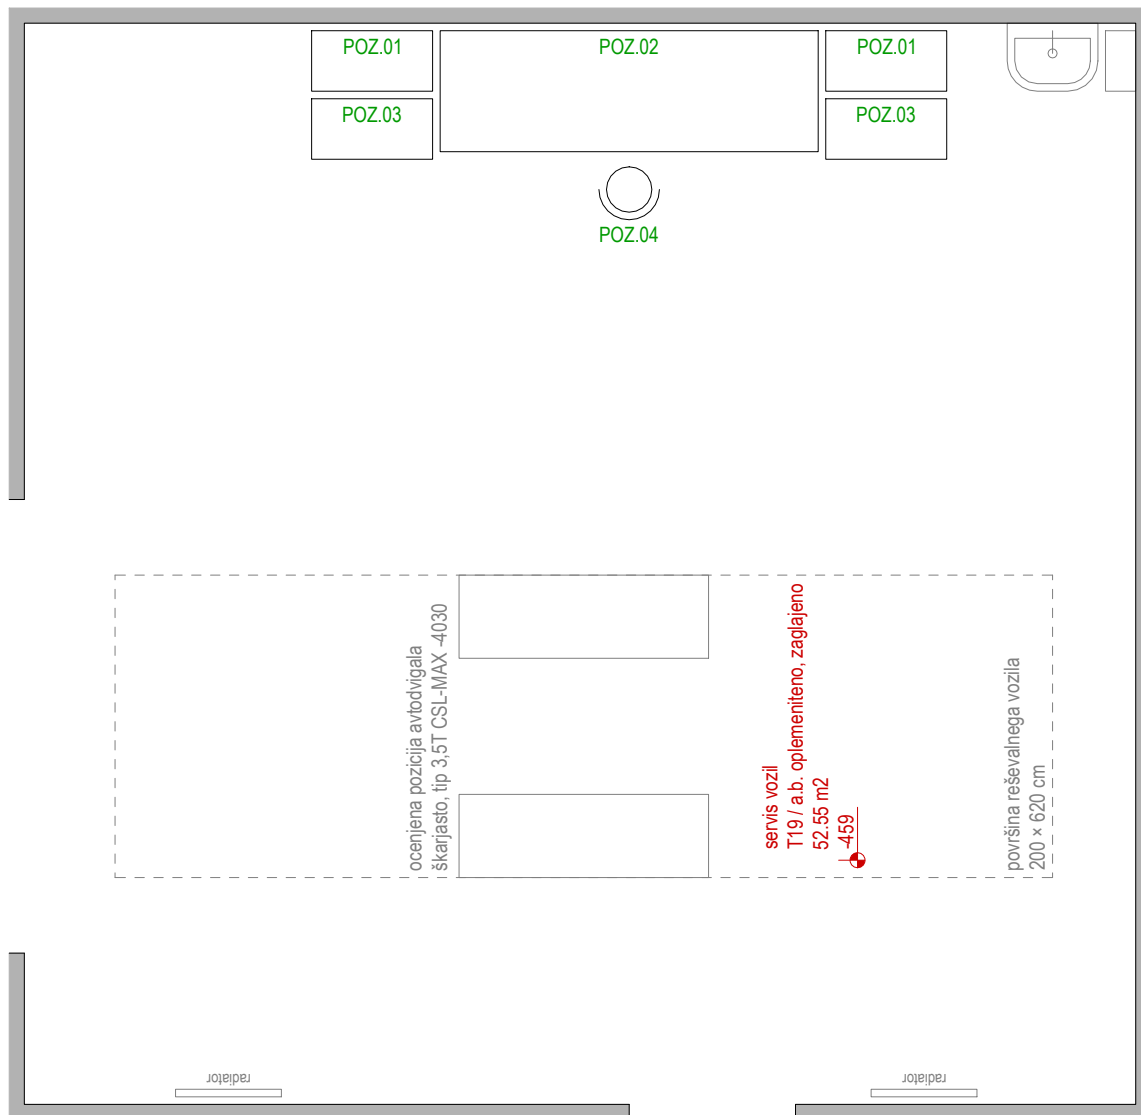 POZ.01
POZ.02
POZ.01
POZ.03
POZ.03
POZ.04
ocenjena pozicija avtodvigala
škarjasto, tip 3,5T CSL-MAX -4030
servis vozil
T19 / a.b. oplemeniteno, zaglajeno
52.55 m2
-459
površina reševalnega vozila
200 × 620 cm
radiator
radiator